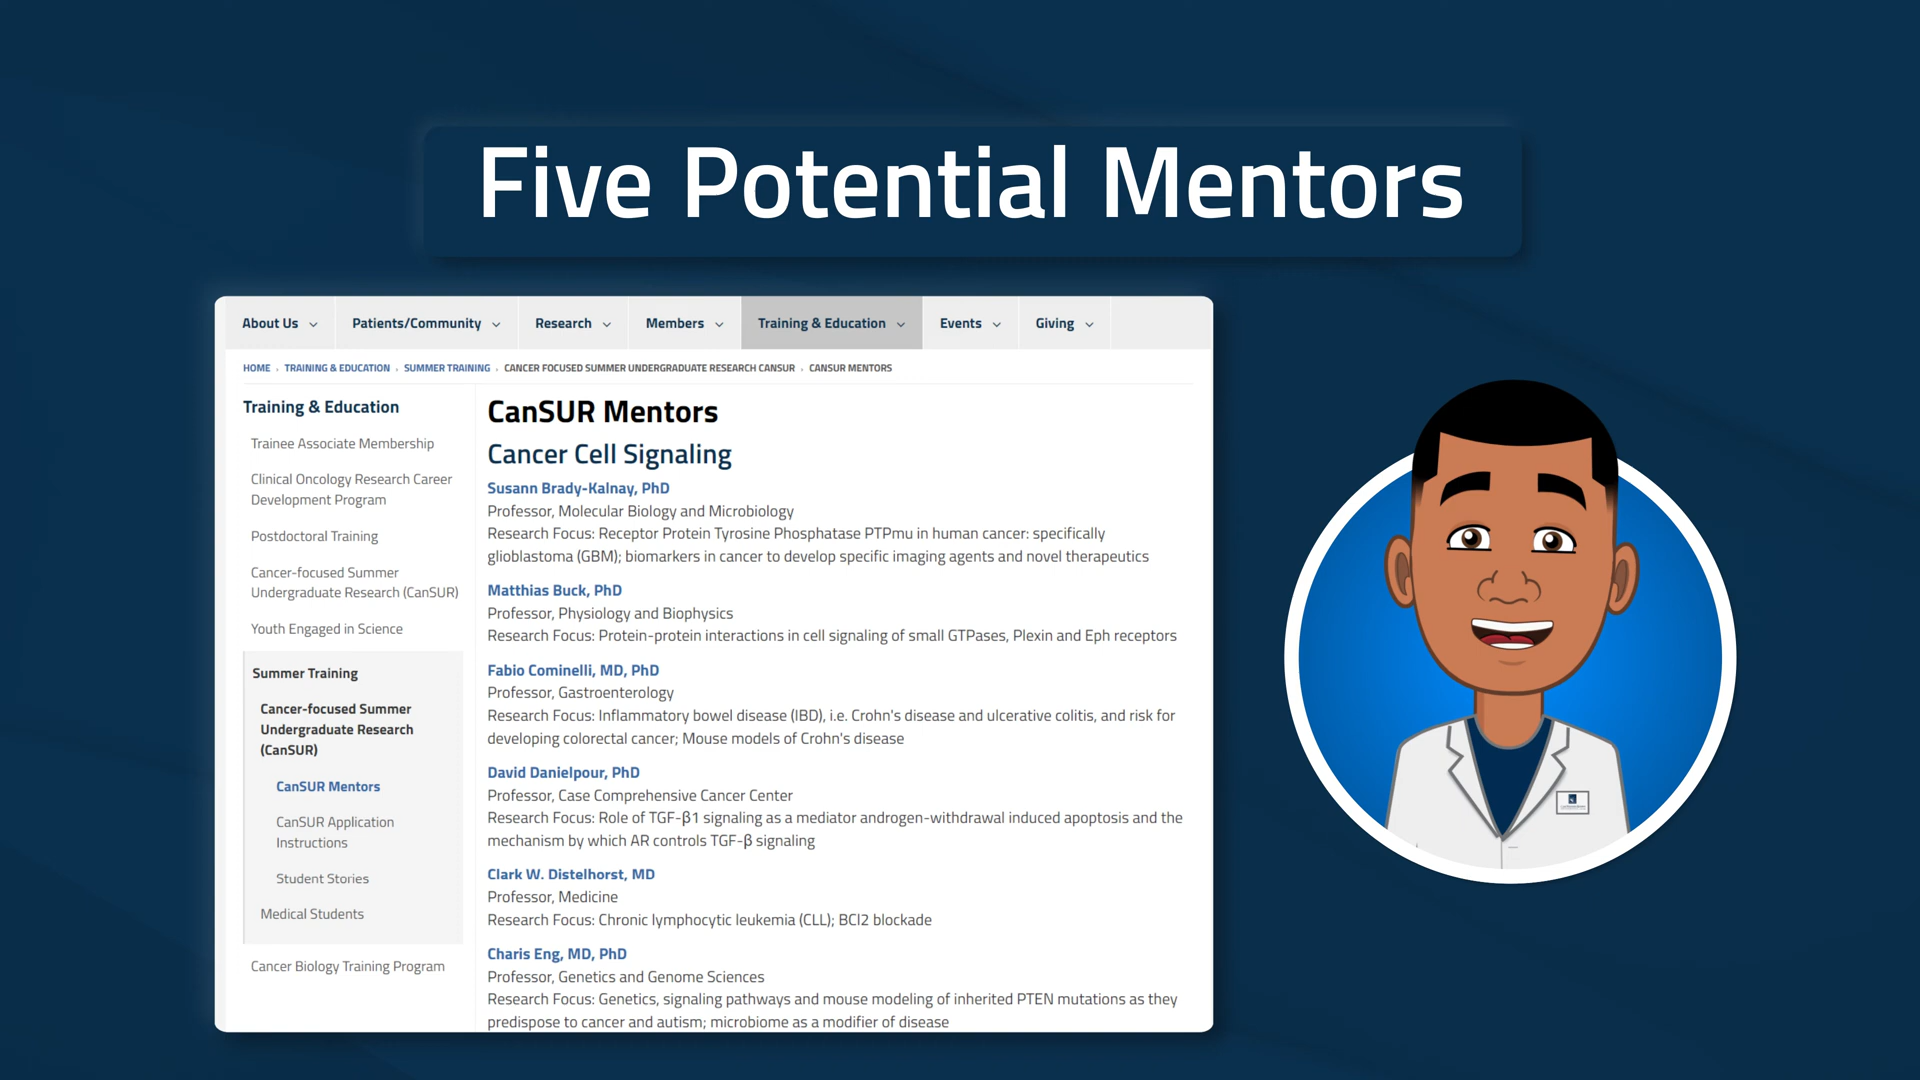 Five Potential Mentors
About Us
Patients/Community
Research
Members
Training & Education
Events
Giving
HOME › TRAINING & EDUCATION › SUMMER TRAINING › CANCER FOCUSED SUMMER UNDERGRADUATE RESEARCH CANSUR › CANSUR MENTORS
Training & Education
Trainee Associate Membership
Clinical Oncology Research Career
Development Program
Postdoctoral Training
Cancer-focused Summer
Undergraduate Research (CanSUR)
Youth Engaged in Science
Summer Training
Cancer-focused Summer
Undergraduate Research
(CanSUR)
CanSUR Mentors
CanSUR Application
Instructions
Student Stories
Medical Students
Cancer Biology Training Program
CanSUR Mentors
Cancer Cell Signaling
Susann Brady-Kalnay, PhD
Professor, Molecular Biology and Microbiology
Research Focus: Receptor Protein Tyrosine Phosphatase PTPmu in human cancer: specifically
glioblastoma (GBM); biomarkers in cancer to develop specific imaging agents and novel therapeutics
Matthias Buck, PhD
Professor, Physiology and Biophysics
Research Focus: Protein-protein interactions in cell signaling of small GTPases, Plexin and Eph receptors
Fabio Cominelli, MD, PhD
Professor, Gastroenterology
Research Focus: Inflammatory bowel disease (IBD), i.e. Crohn's disease and ulcerative colitis, and risk for
developing colorectal cancer; Mouse models of Crohn's disease
David Danielpour, PhD
Professor, Case Comprehensive Cancer Center
Research Focus: Role of TGF-β1 signaling as a mediator androgen-withdrawal induced apoptosis and the
mechanism by which AR controls TGF-β signaling
Clark W. Distelhorst, MD
Professor, Medicine
Research Focus: Chronic lymphocytic leukemia (CLL); BCl2 blockade
Charis Eng, MD, PhD
Professor, Genetics and Genome Sciences
Research Focus: Genetics, signaling pathways and mouse modeling of inherited PTEN mutations as they
predispose to cancer and autism; microbiome as a modifier of disease